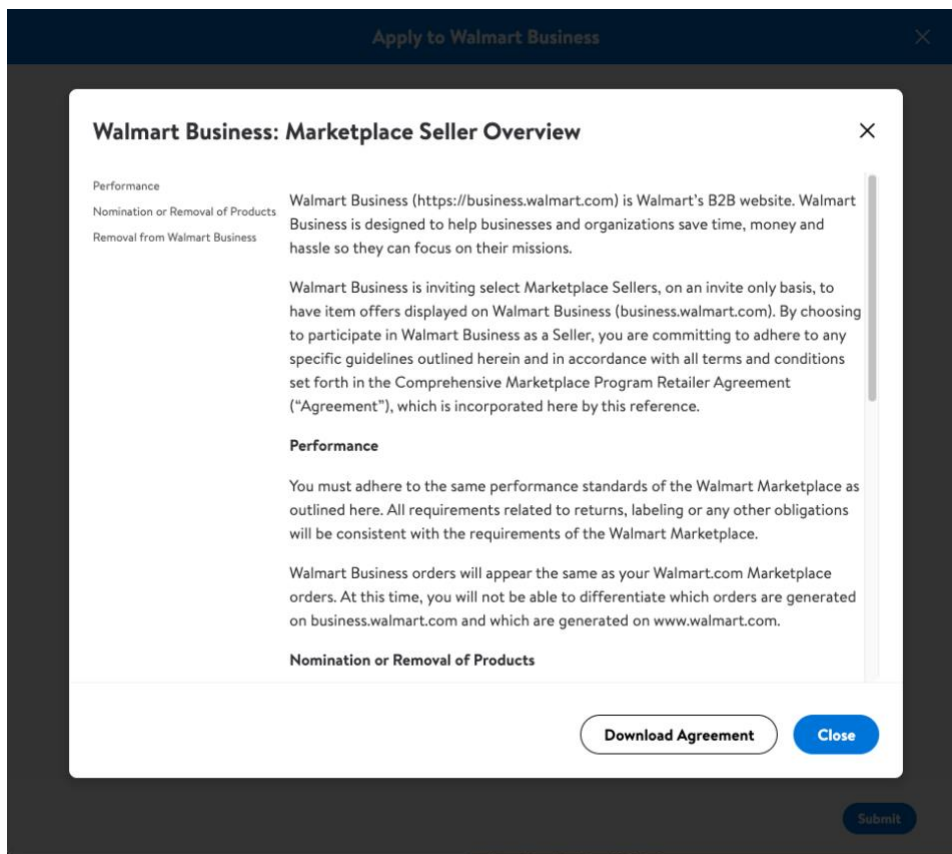 Apply to Walmart Business
Walmart Business: Marketplace Seller Overview
Performance
Nomination or Removal of Products
Removal from Walmart Business
Walmart Business (https://business.walmart.com) is Walmart's B2B website. Walmart
Business is designed to help businesses and organizations save time, money and
hassle so they can focus on their missions.
Walmart Business is inviting select Marketplace Sellers, on an invite only basis, to
have item offers displayed on Walmart Business (business.walmart.com). By choosing
to participate in Walmart Business as a Seller, you are committing to adhere to any
specific guidelines outlined herein and in accordance with all terms and conditions
set forth in the Comprehensive Marketplace Program Retailer Agreement
(“Agreement”), which is incorporated here by this reference.
Performance
You must adhere to the same performance standards of the Walmart Marketplace as
outlined here. All requirements related to returns, labeling or any other obligations
will be consistent with the requirements of the Walmart Marketplace.
Walmart Business orders will appear the same as your Walmart.com Marketplace
orders. At this time, you will not be able to differentiate which orders are generated
on business.walmart.com and which are generated on www.walmart.com.
Nomination or Removal of Products
Download Agreement
Close
Submit